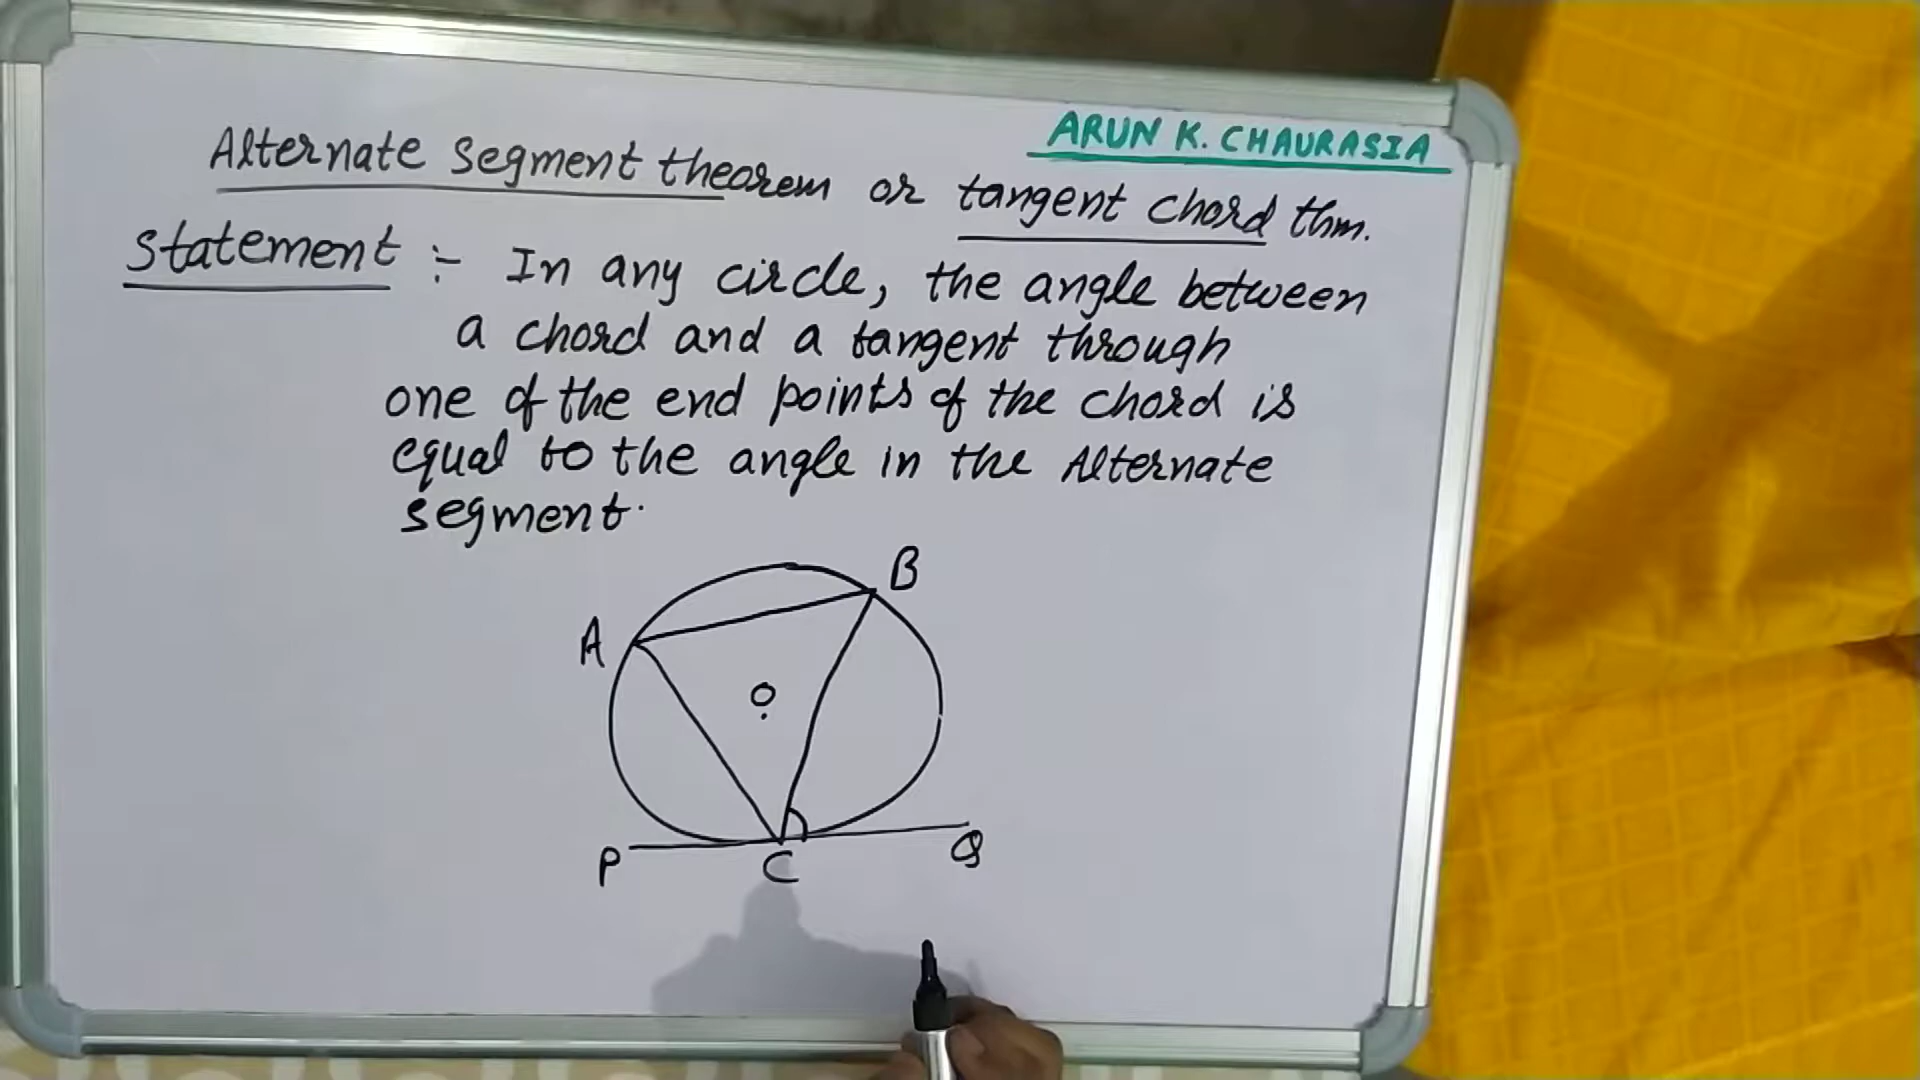 ARUN K. CHAURASIA
Alternate segment theorem or tangent chord thm.
Statement :- In any circle, the angle between
a chord and a tangent through
one of the end points of the chord is
equal to the angle in the Alternate
segment.
B
A
O
P
C
Q